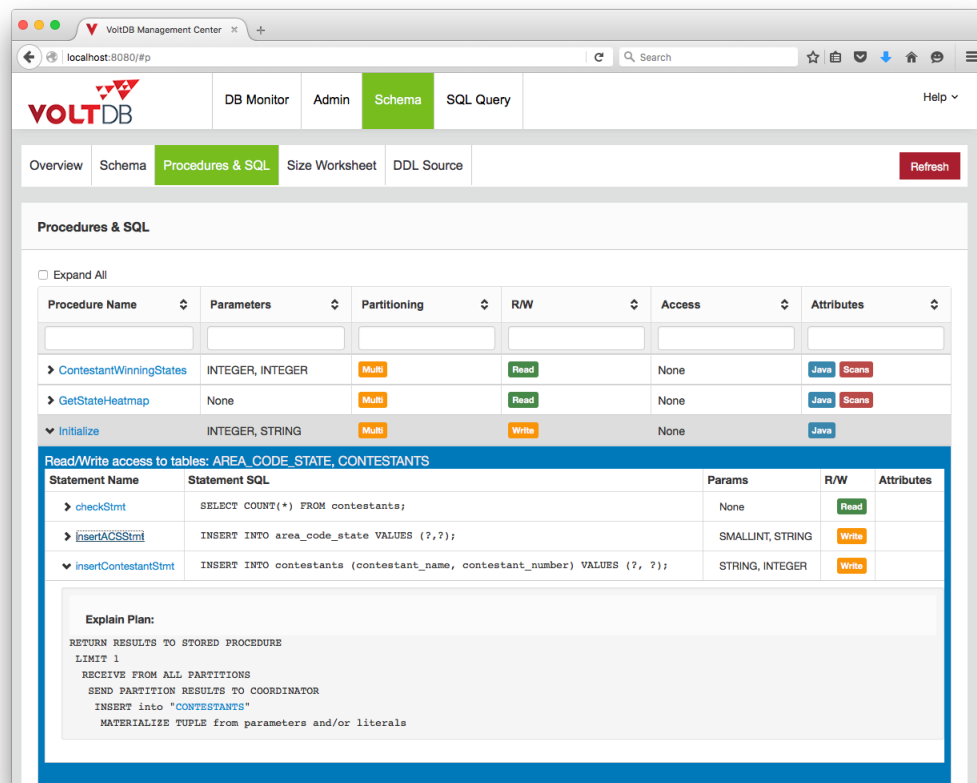 VoltDB Management Center
localhost:8080/#p
Search
VOLTDB
DB Monitor Admin Schema SQL Query Help
Overview Schema Procedures & SQL Size Worksheet DDL Source Refresh
Procedures & SQL
Expand All
Procedure Name Parameters Partitioning R/W Access Attributes
ContestantWinningStates INTEGER, INTEGER Multi Read None Java Scans
GetStateHeatmap None Multi Read None Java Scans
Initialize INTEGER, STRING Multi Write None Java
Read/Write access to tables: AREA_CODE_STATE, CONTESTANTS
Statement Name Statement SQL Params R/W Attributes
checkStmt SELECT COUNT(*) FROM contestants; None Read
insertACSStmt INSERT INTO area_code_state VALUES (?,?); SMALLINT, STRING Write
insertContestantStmt INSERT INTO contestants (contestant_name, contestant_number) VALUES (?, ?); STRING, INTEGER Write
Explain Plan:
RETURN RESULTS TO STORED PROCEDURE
LIMIT 1
RECEIVE FROM ALL PARTITIONS
SEND PARTITION RESULTS TO COORDINATOR
INSERT into "CONTESTANTS"
MATERIALIZE TUPLE from parameters and/or literals